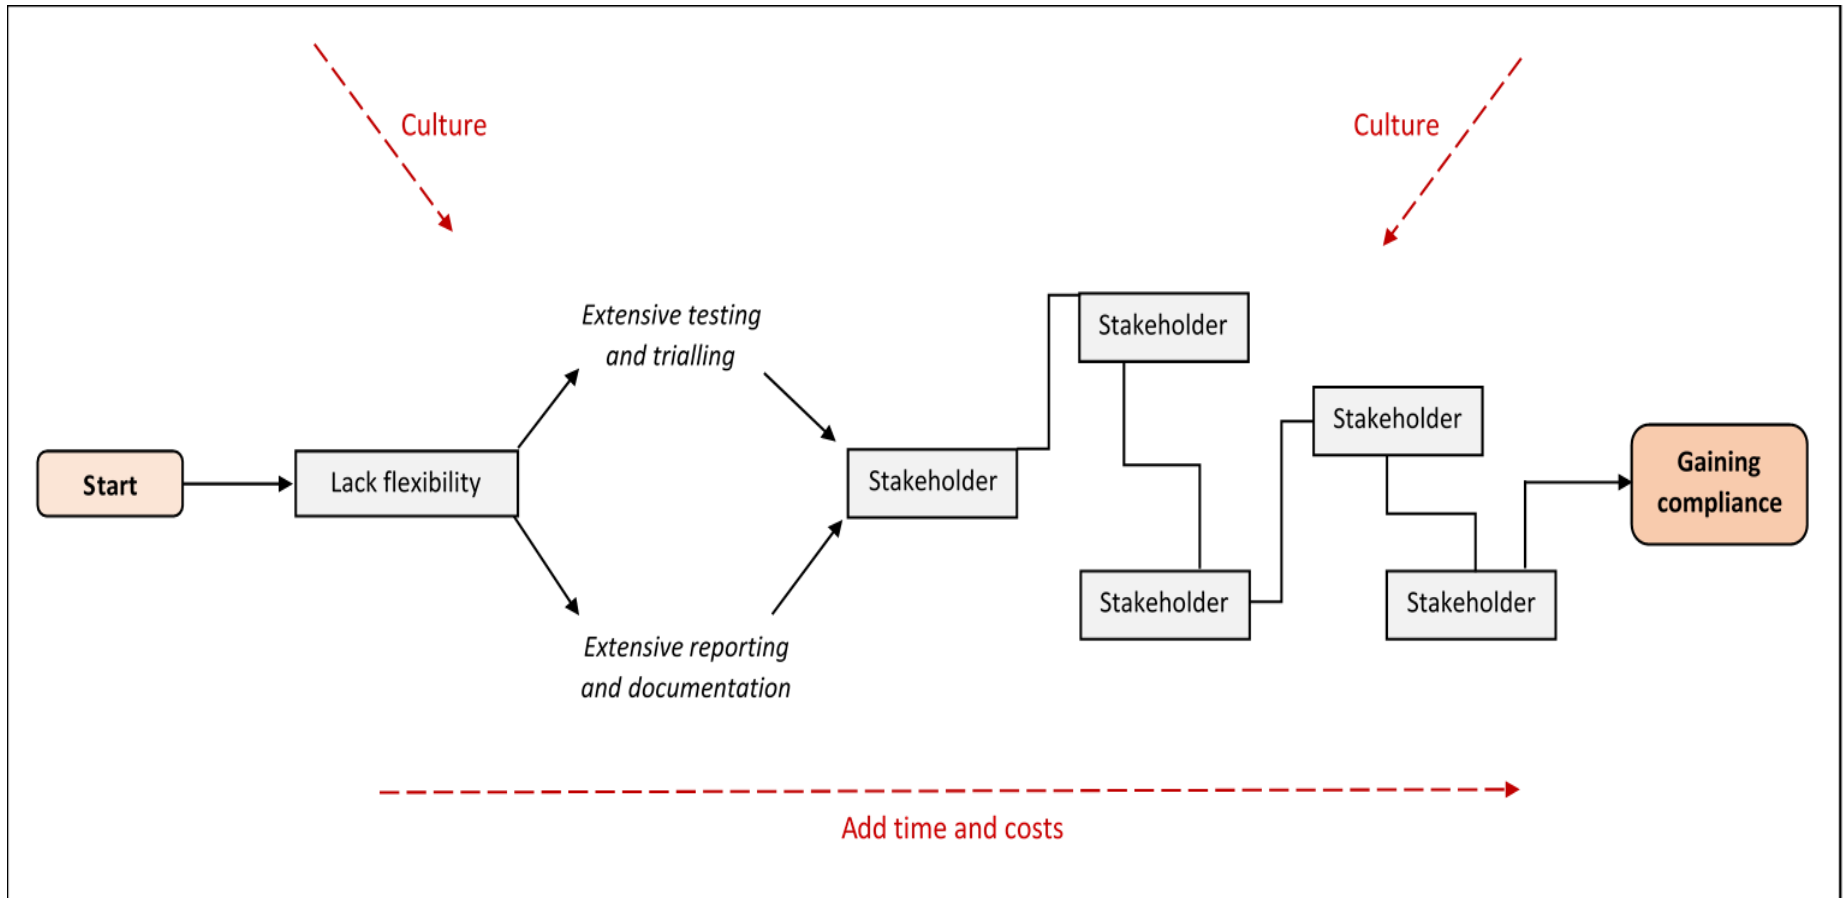 Culture
Culture
Extensive testing
and trialling
Stakeholder
Stakeholder
Start
Lack flexibility
Stakeholder
Gaining
compliance
Stakeholder
Stakeholder
Extensive reporting
and documentation
Add time and costs